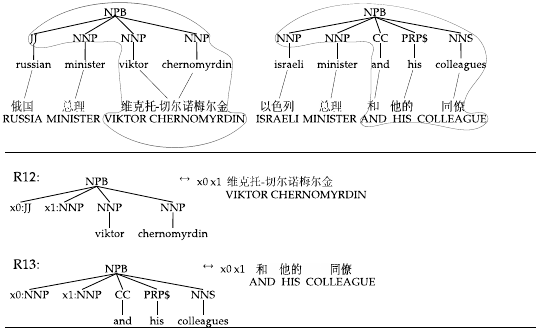 NPB NPB
JJ NNP NNP NNP NNP NNP CC PRP$ NNS
russian minister viktor chernomyrdin israeli minister and his colleagues
俄国 总理 维克托-切尔诺梅尔金 以色列 总理 和 他的 同僚
RUSSIA MINISTER VIKTOR CHERNOMYRDIN ISRAELI MINISTER AND HIS COLLEAGUE
R12:
NPB ↔ x0 x1 维克托-切尔诺梅尔金
VIKTOR CHERNOMYRDIN
x0:JJ x1:NNP NNP NNP
viktor chernomyrdin
R13:
NPB ↔ x0 x1 和 他的 同僚
AND HIS COLLEAGUE
x0:NNP x1:NNP CC PRP$ NNS
and his colleagues